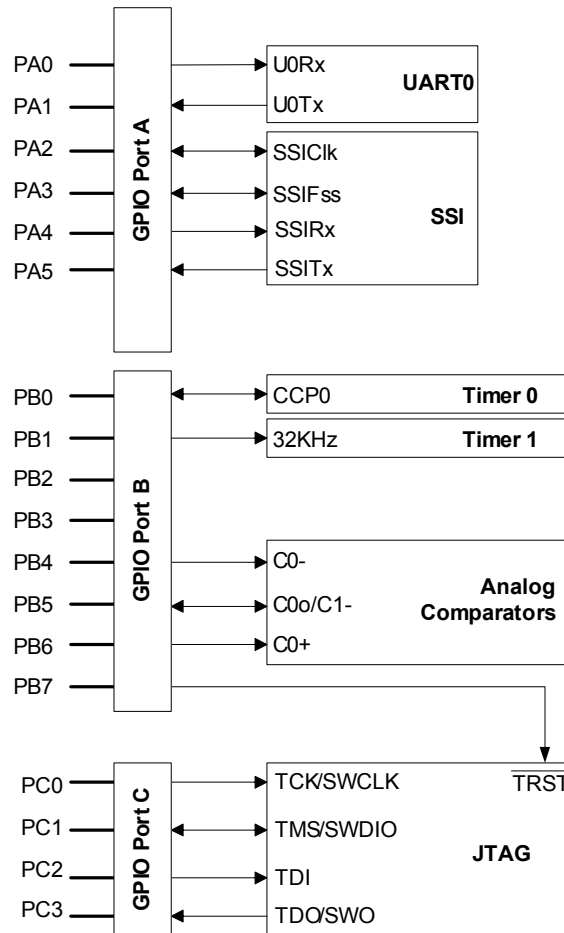 PA0
PA1
PA2
PA3
PA4
PA5
GPIO Port A
U0Rx
U0Tx
UART0
SSIClk
SSIFss
SSIRx
SSITx
SSI
PB0
PB1
PB2
PB3
PB4
PB5
PB6
PB7
GPIO Port B
CCP0 Timer 0
32KHz Timer 1
C0-
C0o/C1-
C0+
Analog
Comparators
PC0
PC1
PC2
PC3
GPIO Port C
TCK/SWCLK
TMS/SWDIO
TDI
TDO/SWO
TRST
JTAG